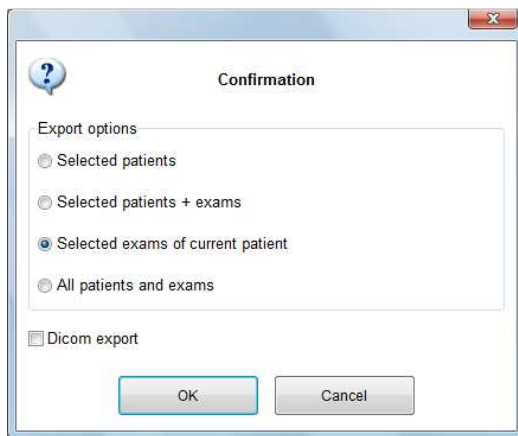 Confirmation
Export options
Selected patients
Selected patients + exams
Selected exams of current patient
All patients and exams
Dicom export
OK Cancel